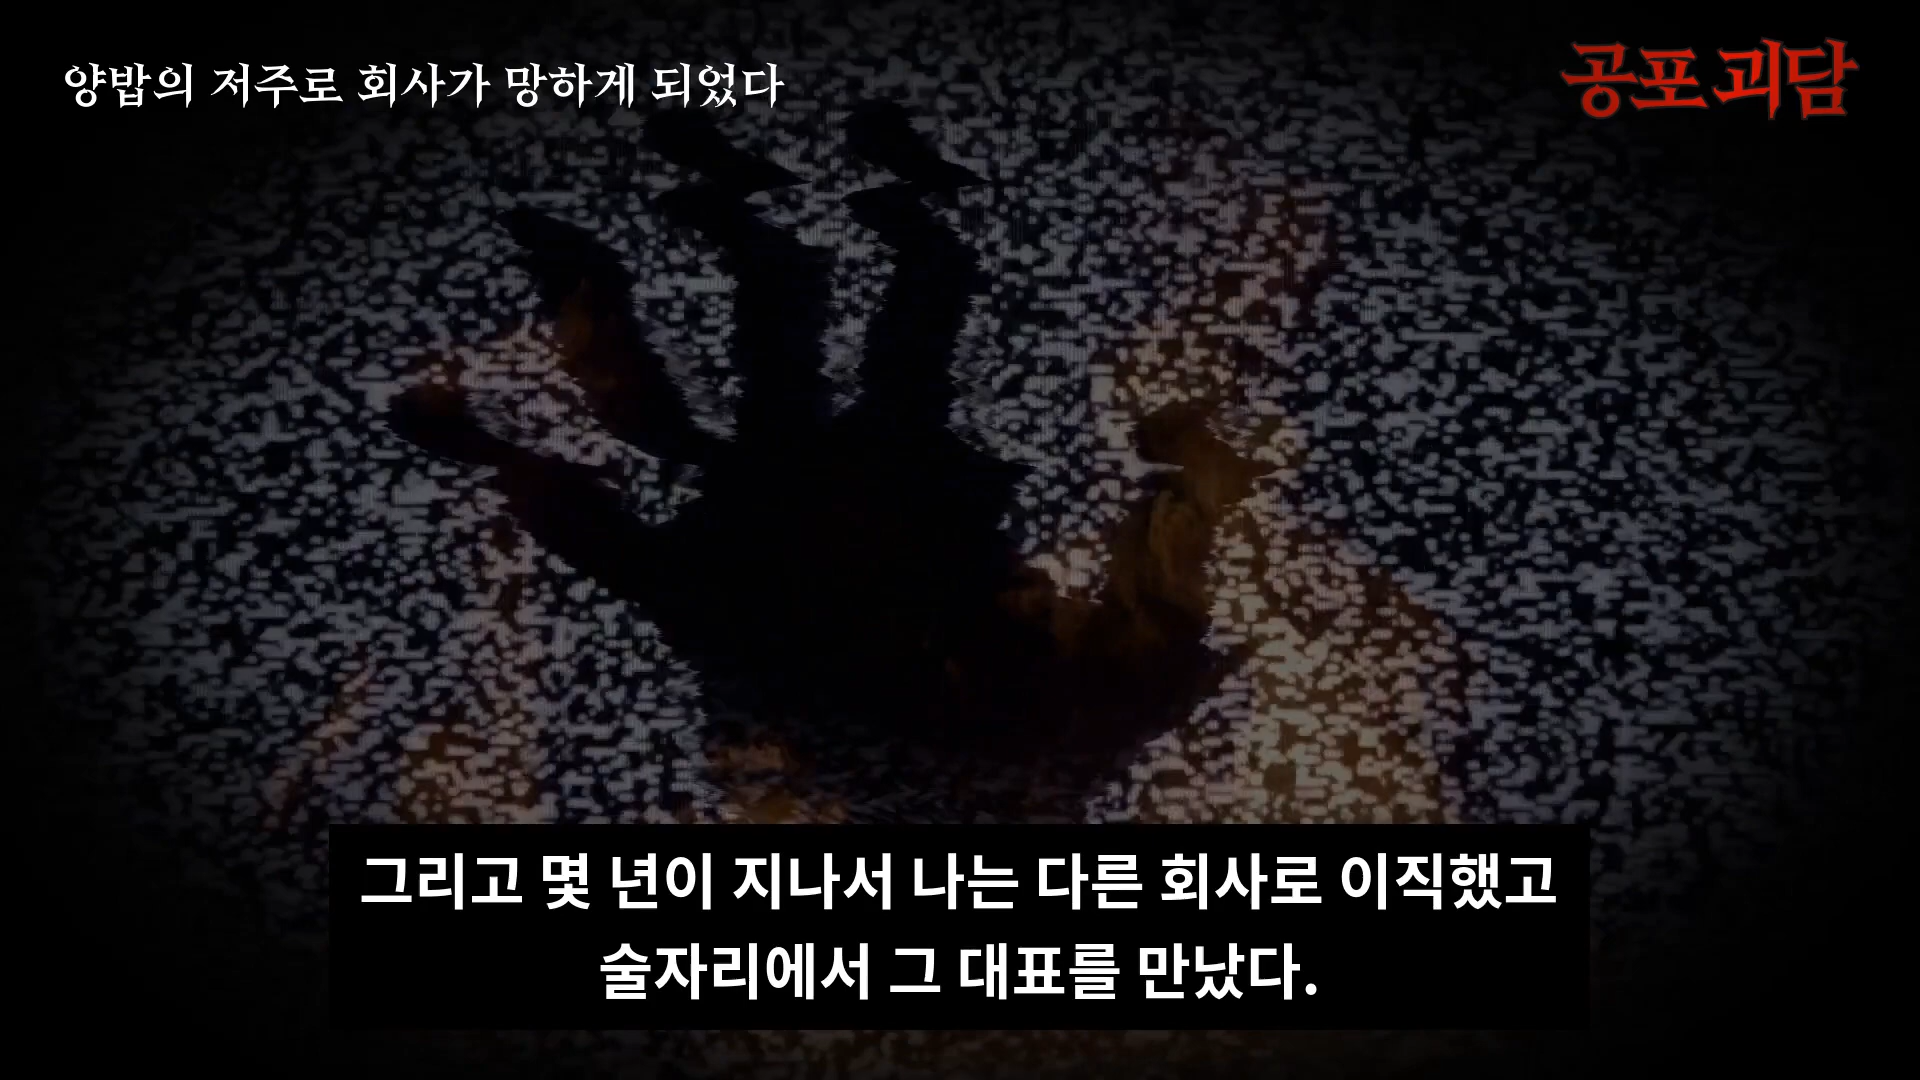 양밥의 저주로 회사가 망하게 되었다
공포괴담
그리고 몇 년이 지나서 나는 다른 회사로 이직했고
술자리에서 그 대표를 만났다.